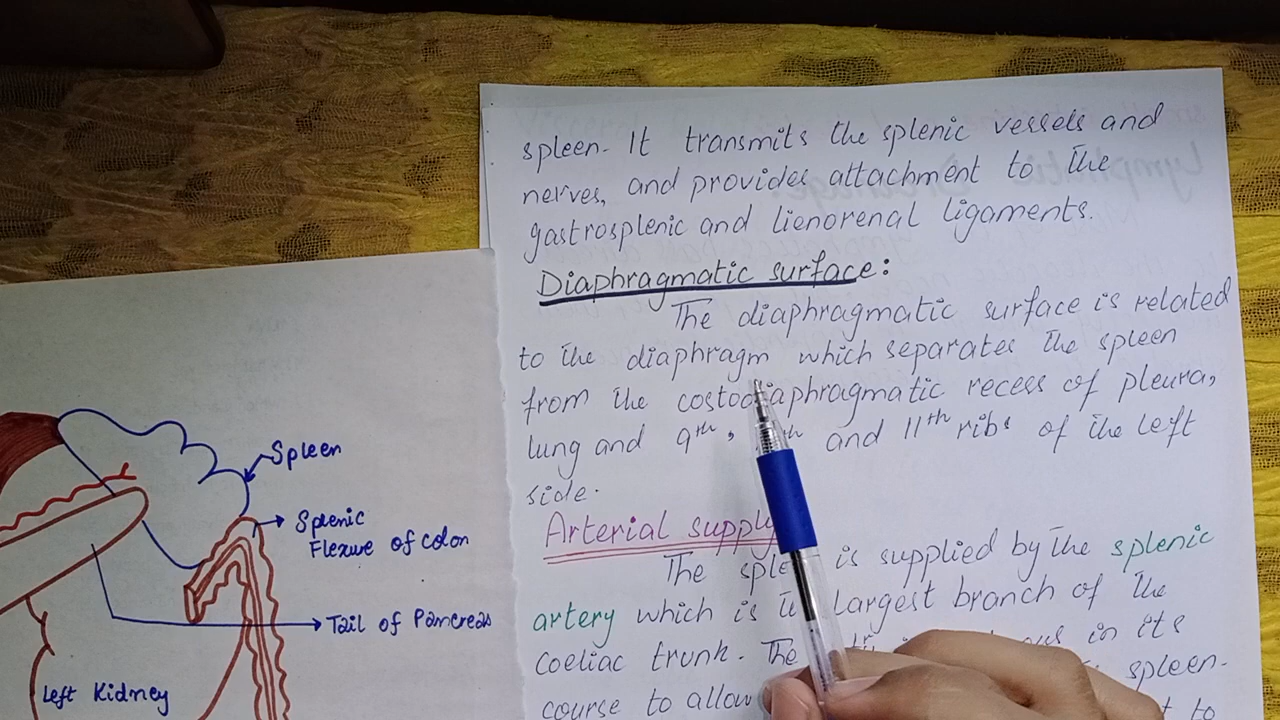 spleen. It transmits the splenic vessels and
nerves, and provides attachment to the
gastrosplenic and lienorenal ligaments.
Diaphragmatic surface:
The diaphragmatic surface is related
to the diaphragm which separates the spleen
from the costodiaphragmatic recess of pleura,
lung and 9th, and 11th ribs of the left
side.
Arterial supply
The is supplied by the splenic
artery which is the largest branch of the
coeliac trunk. The in its
course to allow spleen.
to
Spleen
Splenic
Flexure of colon
Tail of Pancreas
Left Kidney